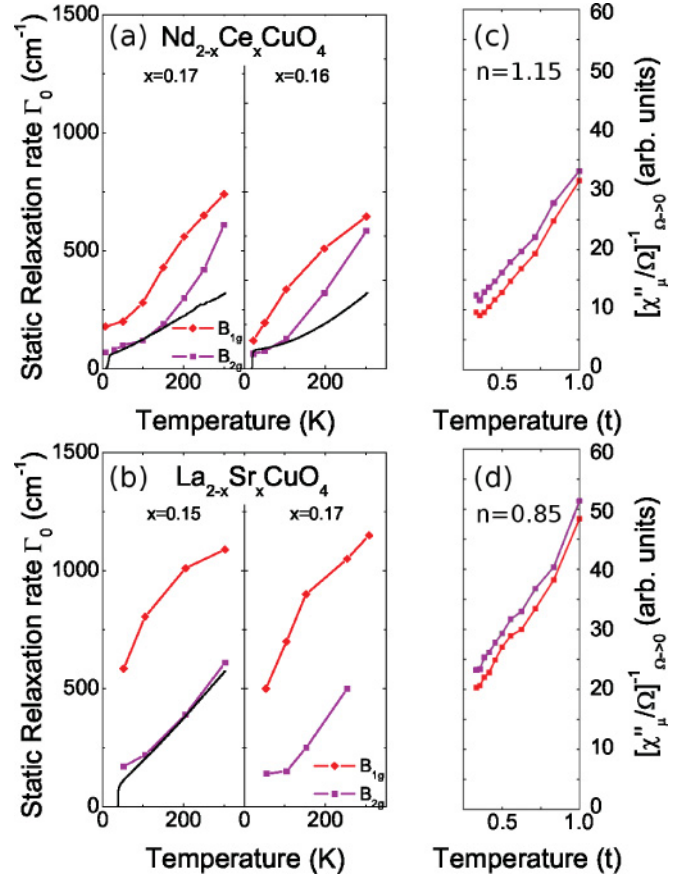 (a) Nd2-xCexCuO4
x=0.17 x=0.16
Static Relaxation rate Γ0 (cm-1)
1500
1000
500
250
0
B1g
B2g
0 200 0 200
Temperature (K)
(c)
n=1.15
60
50
40
30
20
10
0
[χ''μ/Ω]-1 Ω->0 (arb. units)
0.5 1.0
Temperature (t)
(b) La2-xSrxCuO4
x=0.15 x=0.17
Static Relaxation rate Γ0 (cm-1)
1500
1000
500
0
B1g
B2g
0 200 0 200
Temperature (K)
(d)
n=0.85
60
50
40
30
20
10
0
[χ''μ/Ω]-1 Ω->0 (arb. units)
0.5 1.0
Temperature (t)